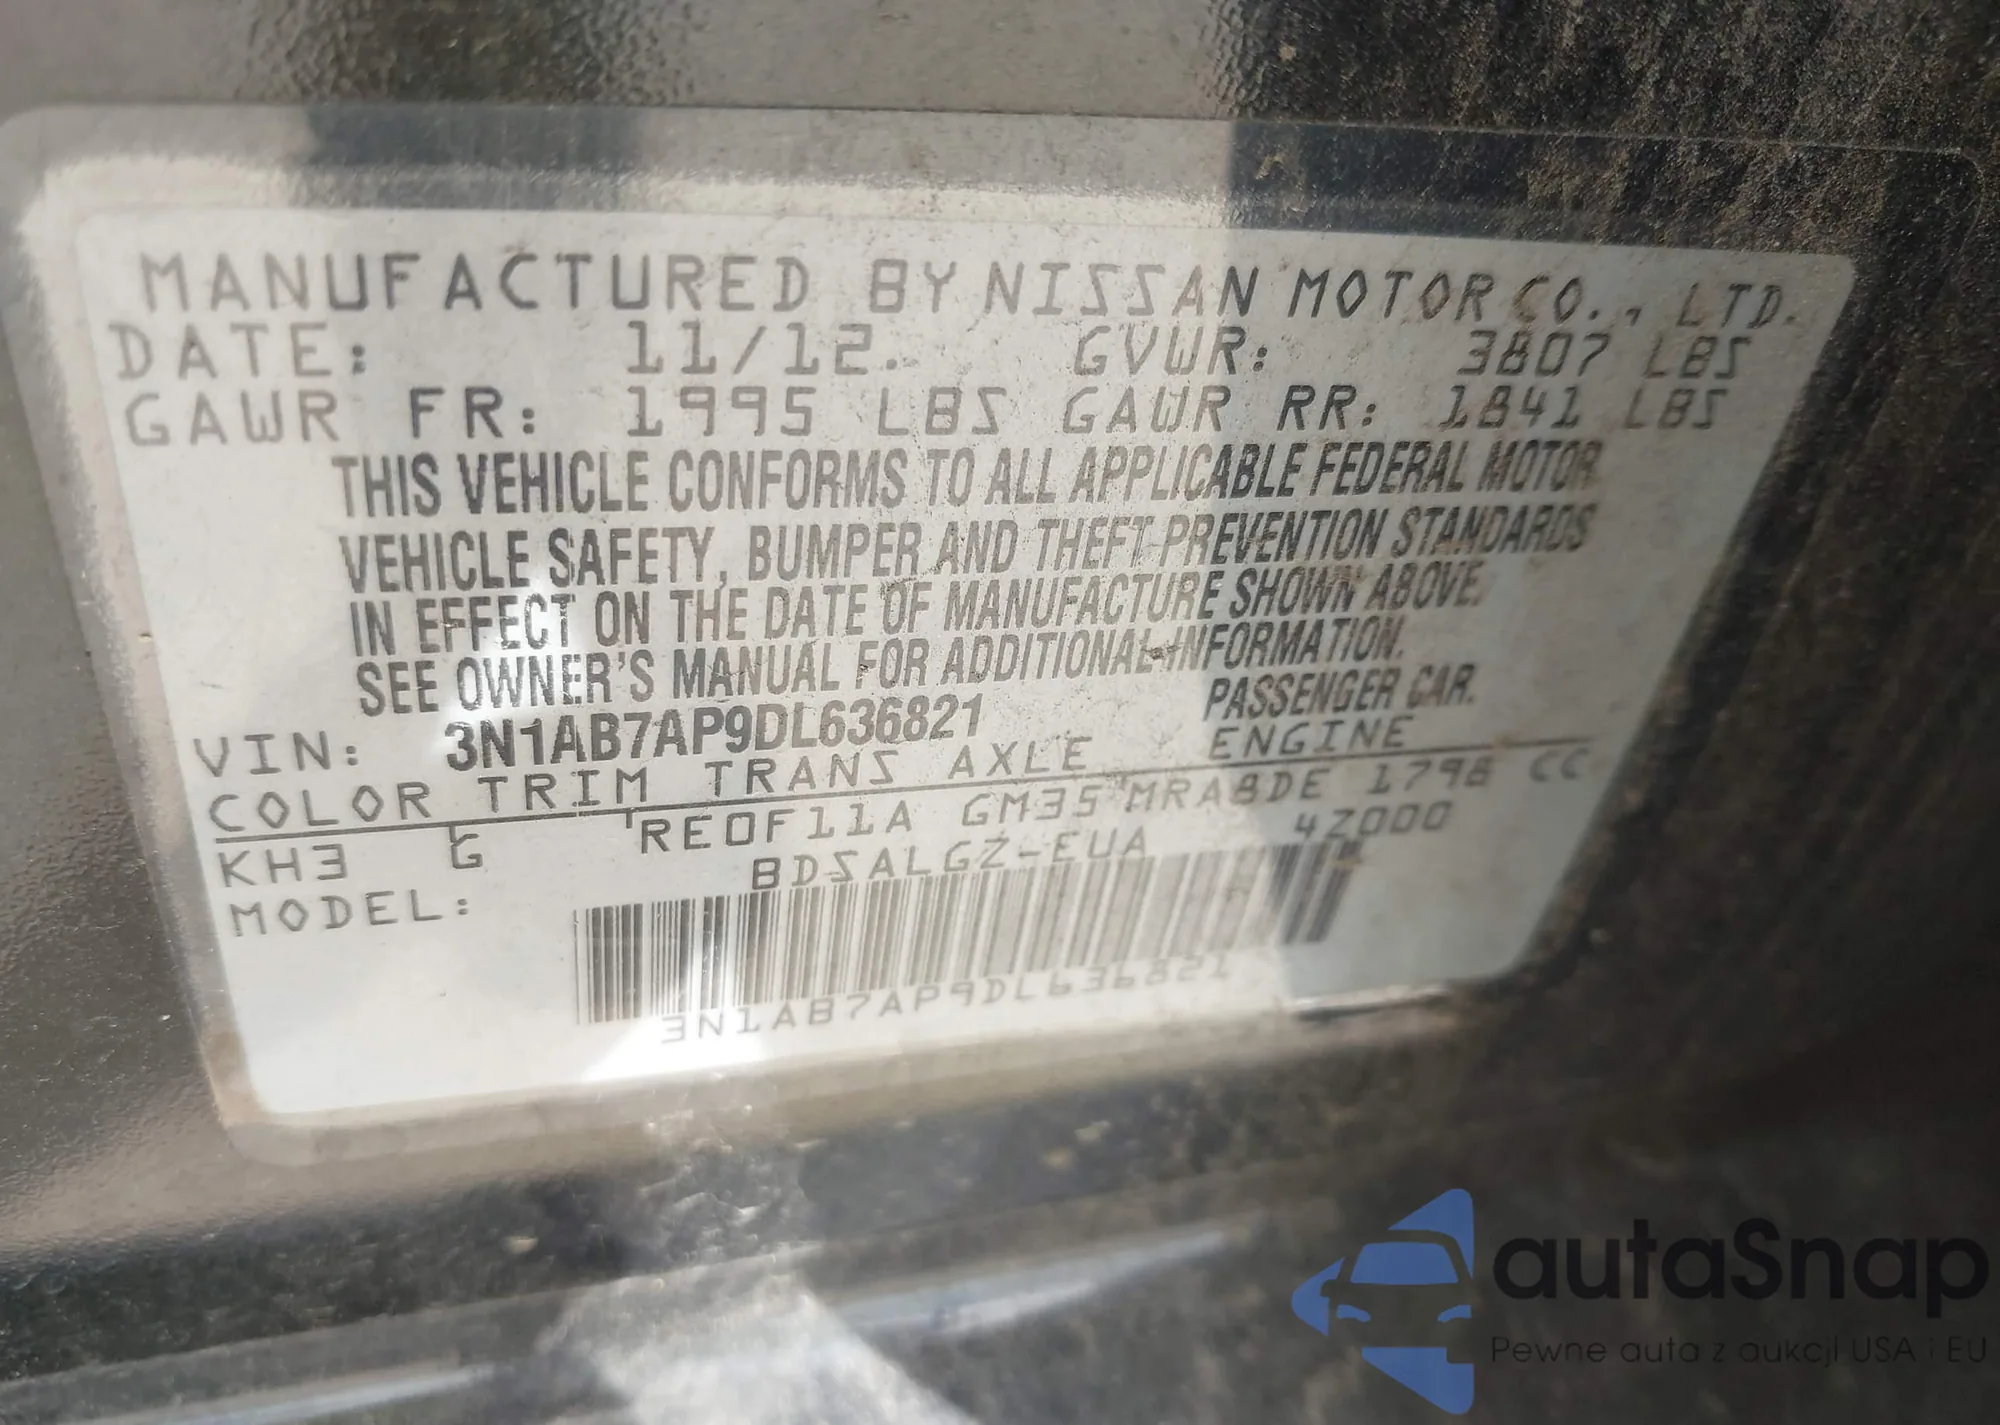 MANUFACTURED BY NISSAN MOTOR CO., LTD.
DATE: 11/12. GVWR: 3807 LBS
GAWR FR: 1995 LBS GAWR RR: 1841 LBS
THIS VEHICLE CONFORMS TO ALL APPLICABLE FEDERAL MOTOR
VEHICLE SAFETY, BUMPER AND THEFT PREVENTION STANDARDS
IN EFFECT ON THE DATE OF MANUFACTURE SHOWN ABOVE.
SEE OWNER'S MANUAL FOR ADDITIONAL INFORMATION.
VIN: 3N1AB7AP9DL636821 PASSENGER CAR.
COLOR TRIM TRANS AXLE ENGINE
KH3 G RE0F11A GM35 MRA8DE 1798 CC
MODEL: BDSALGZ-EUA 4Z000
3N1AB7AP9DL636821
autaSnap
Pewne auta z aukcji USA i EU